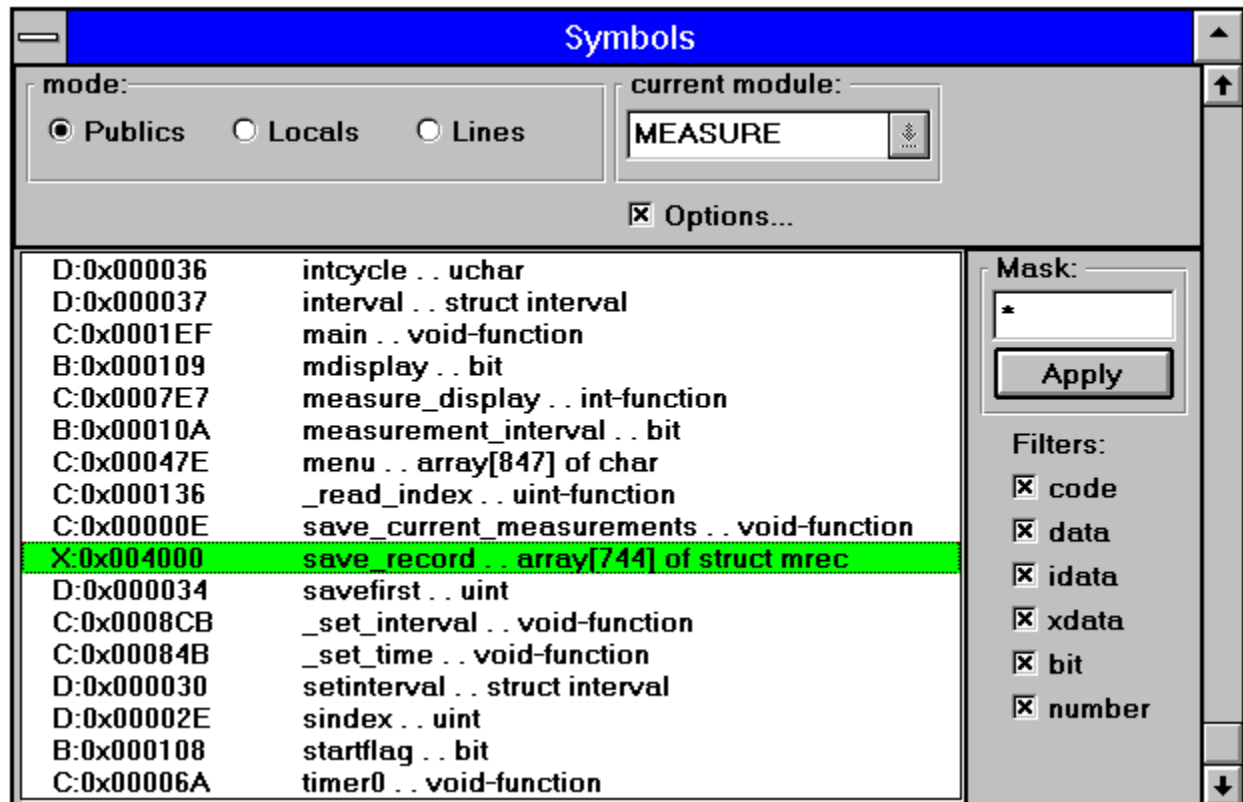 Symbols
mode:
Publics Locals Lines
current module:
MEASURE
Options...
D:0x000036 intcycle . . uchar
D:0x000037 interval . . struct interval
C:0x0001EF main . . void-function
B:0x000109 mdisplay . . bit
C:0x0007E7 measure_display . . int-function
B:0x00010A measurement_interval . . bit
C:0x00047E menu . . array[847] of char
C:0x000136 _read_index . . uint-function
C:0x00000E save_current_measurements . . void-function
X:0x004000 save_record . . array[744] of struct mrec
D:0x000034 savefirst . . uint
C:0x0008CB _set_interval . . void-function
C:0x00084B _set_time . . void-function
D:0x000030 setinterval . . struct interval
D:0x00002E sindex . . uint
B:0x000108 startflag . . bit
C:0x00006A timer0 . . void-function
Mask:
*
Apply
Filters:
code
data
idata
xdata
bit
number